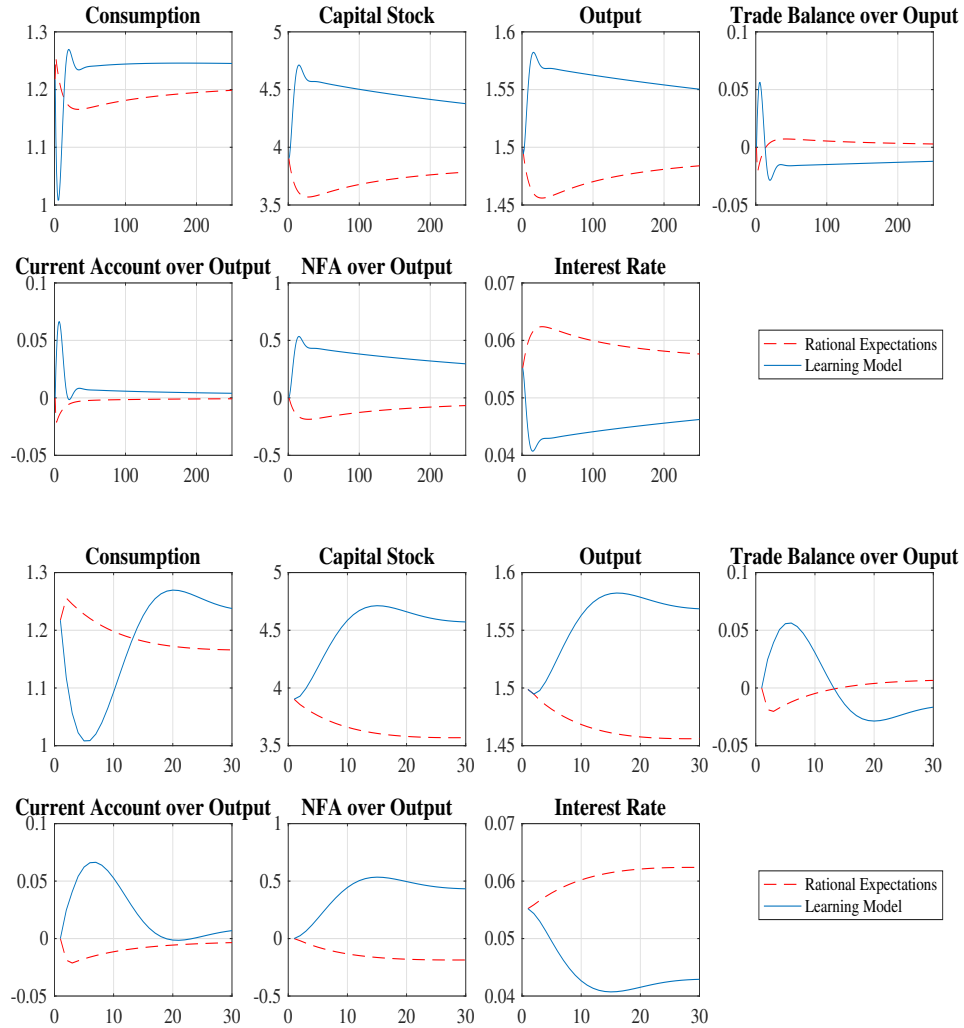 Consumption
Capital Stock
Output
Trade Balance over Ouput
1.3
1.2
1.1
1
0 100 200
5
4.5
4
3.5
0 100 200
1.6
1.55
1.5
1.45
0 100 200
0.1
0.05
0
-0.05
0 100 200
Current Account over Output
NFA over Output
Interest Rate
0.1
0.05
0
-0.05
0 100 200
1
0.5
0
-0.5
0 100 200
0.07
0.06
0.05
0.04
0 100 200
Rational Expectations
Learning Model
Consumption
Capital Stock
Output
Trade Balance over Ouput
1.3
1.2
1.1
1
0 10 20 30
5
4.5
4
3.5
0 10 20 30
1.6
1.55
1.5
1.45
0 10 20 30
0.1
0.05
0
-0.05
0 10 20 30
Current Account over Output
NFA over Output
Interest Rate
0.1
0.05
0
-0.05
0 10 20 30
1
0.5
0
-0.5
0 10 20 30
0.07
0.06
0.05
0.04
0 10 20 30
Rational Expectations
Learning Model